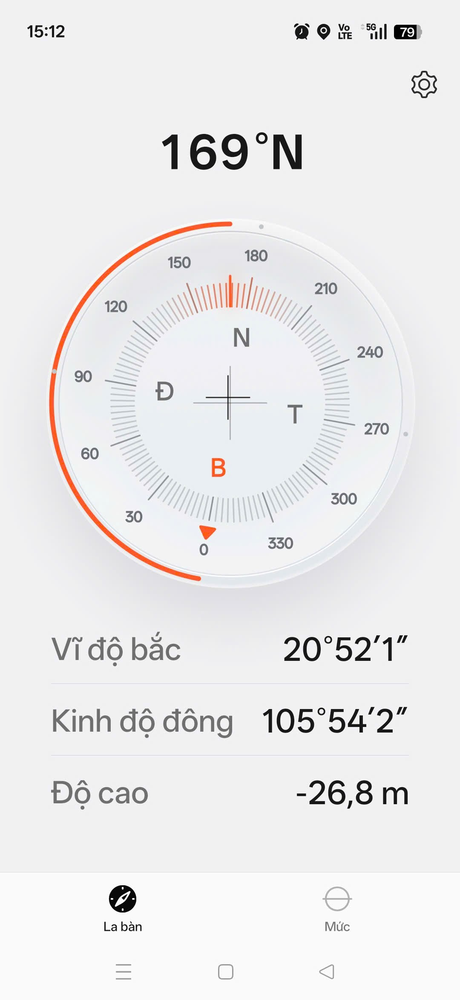 15:12
Vo
LTE
5G
79
169°N
150
180
120
210
90
240
N
Đ
T
60
270
B
30
300
0
330
Vĩ độ bắc 20°52′1″
Kinh độ đông 105°54′2″
Độ cao -26,8 m
La bàn
Mức